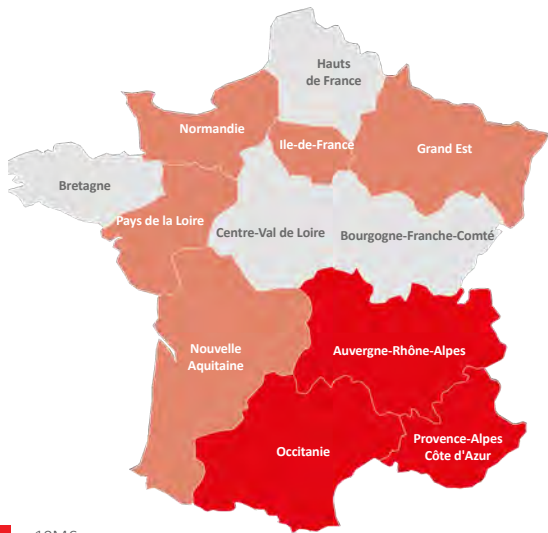 Hauts
de France
Normandie
Ile-de-France
Grand Est
Bretagne
Pays de la Loire
Centre-Val de Loire
Bourgogne-Franche-Comté
Nouvelle
Aquitaine
Auvergne-Rhône-Alpes
Occitanie
Provence-Alpes
Côte d'Azur